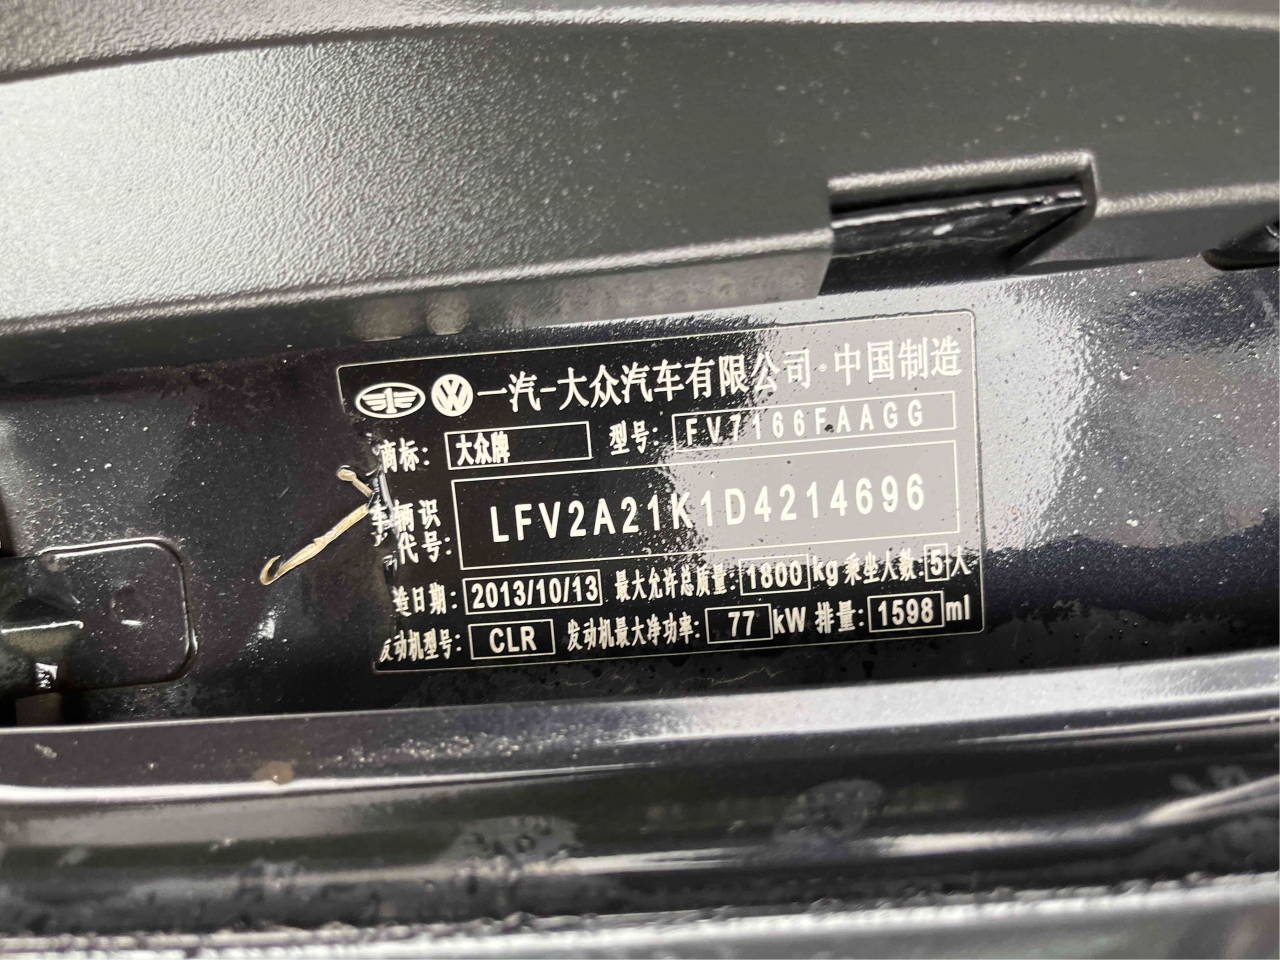 一汽-大众汽车有限公司·中国制造
商标: 大众牌 型号: FV7166FAAGG
车辆识
代号: LFV2A21K1D4214696
造日期: 2013/10/13 最大允许总质量: 1800 kg 乘坐人数: 5 人
发动机型号: CLR 发动机最大净功率: 77 kW 排量: 1598 ml